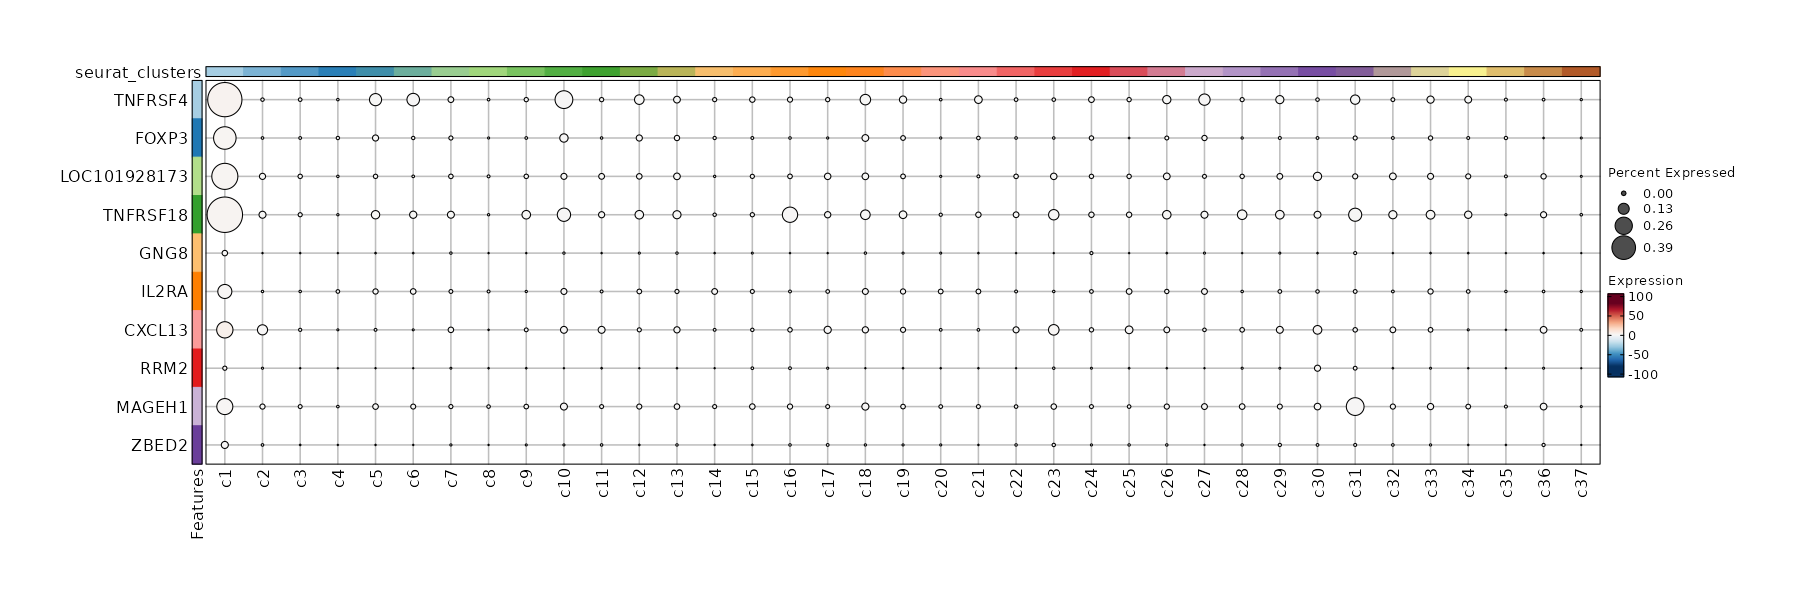 seurat_clusters
TNFRSF4
FOXP3
LOC101928173
TNFRSF18
GNG8
IL2RA
CXCL13
RRM2
MAGEH1
ZBED2
Features
c1 c2 c3 c4 c5 c6 c7 c8 c9 c10 c11 c12 c13 c14 c15 c16 c17 c18 c19 c20 c21 c22 c23 c24 c25 c26 c27 c28 c29 c30 c31 c32 c33 c34 c35 c36 c37
Percent Expressed
0.00
0.13
0.26
0.39
Expression
100
50
0
-50
-100